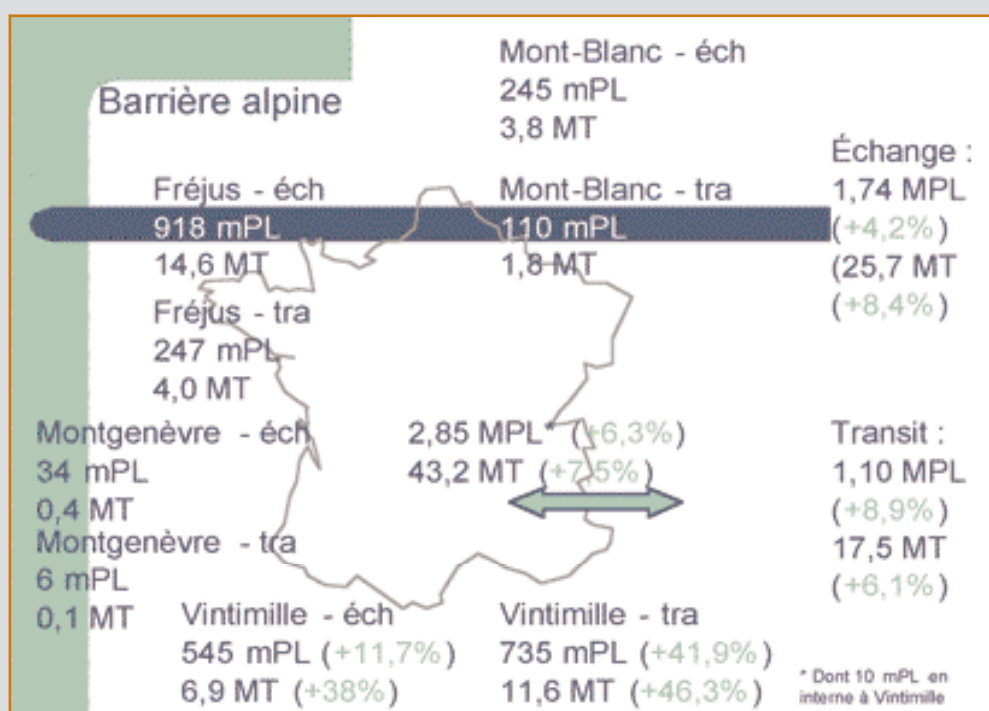 Barrière alpine
Mont-Blanc - éch
245 mPL
3,8 MT
Fréjus - éch
918 mPL
14,6 MT
Mont-Blanc - tra
110 mPL
1,8 MT
Échange :
1,74 MPL
(+4,2%)
(25,7 MT
(+8,4%)
Fréjus - tra
247 mPL
4,0 MT
Montgenèvre - éch
34 mPL
0,4 MT
Montgenèvre - tra
6 mPL
0,1 MT
2,85 MPL* (+6,3%)
43,2 MT (+7,5%)
Transit :
1,10 MPL
(+8,9%)
17,5 MT
(+6,1%)
Vintimille - éch
545 mPL (+11,7%)
6,9 MT (+38%)
Vintimille - tra
735 mPL (+41,9%)
11,6 MT (+46,3%)
* Dont 10 mPL en
interne à Vintimille